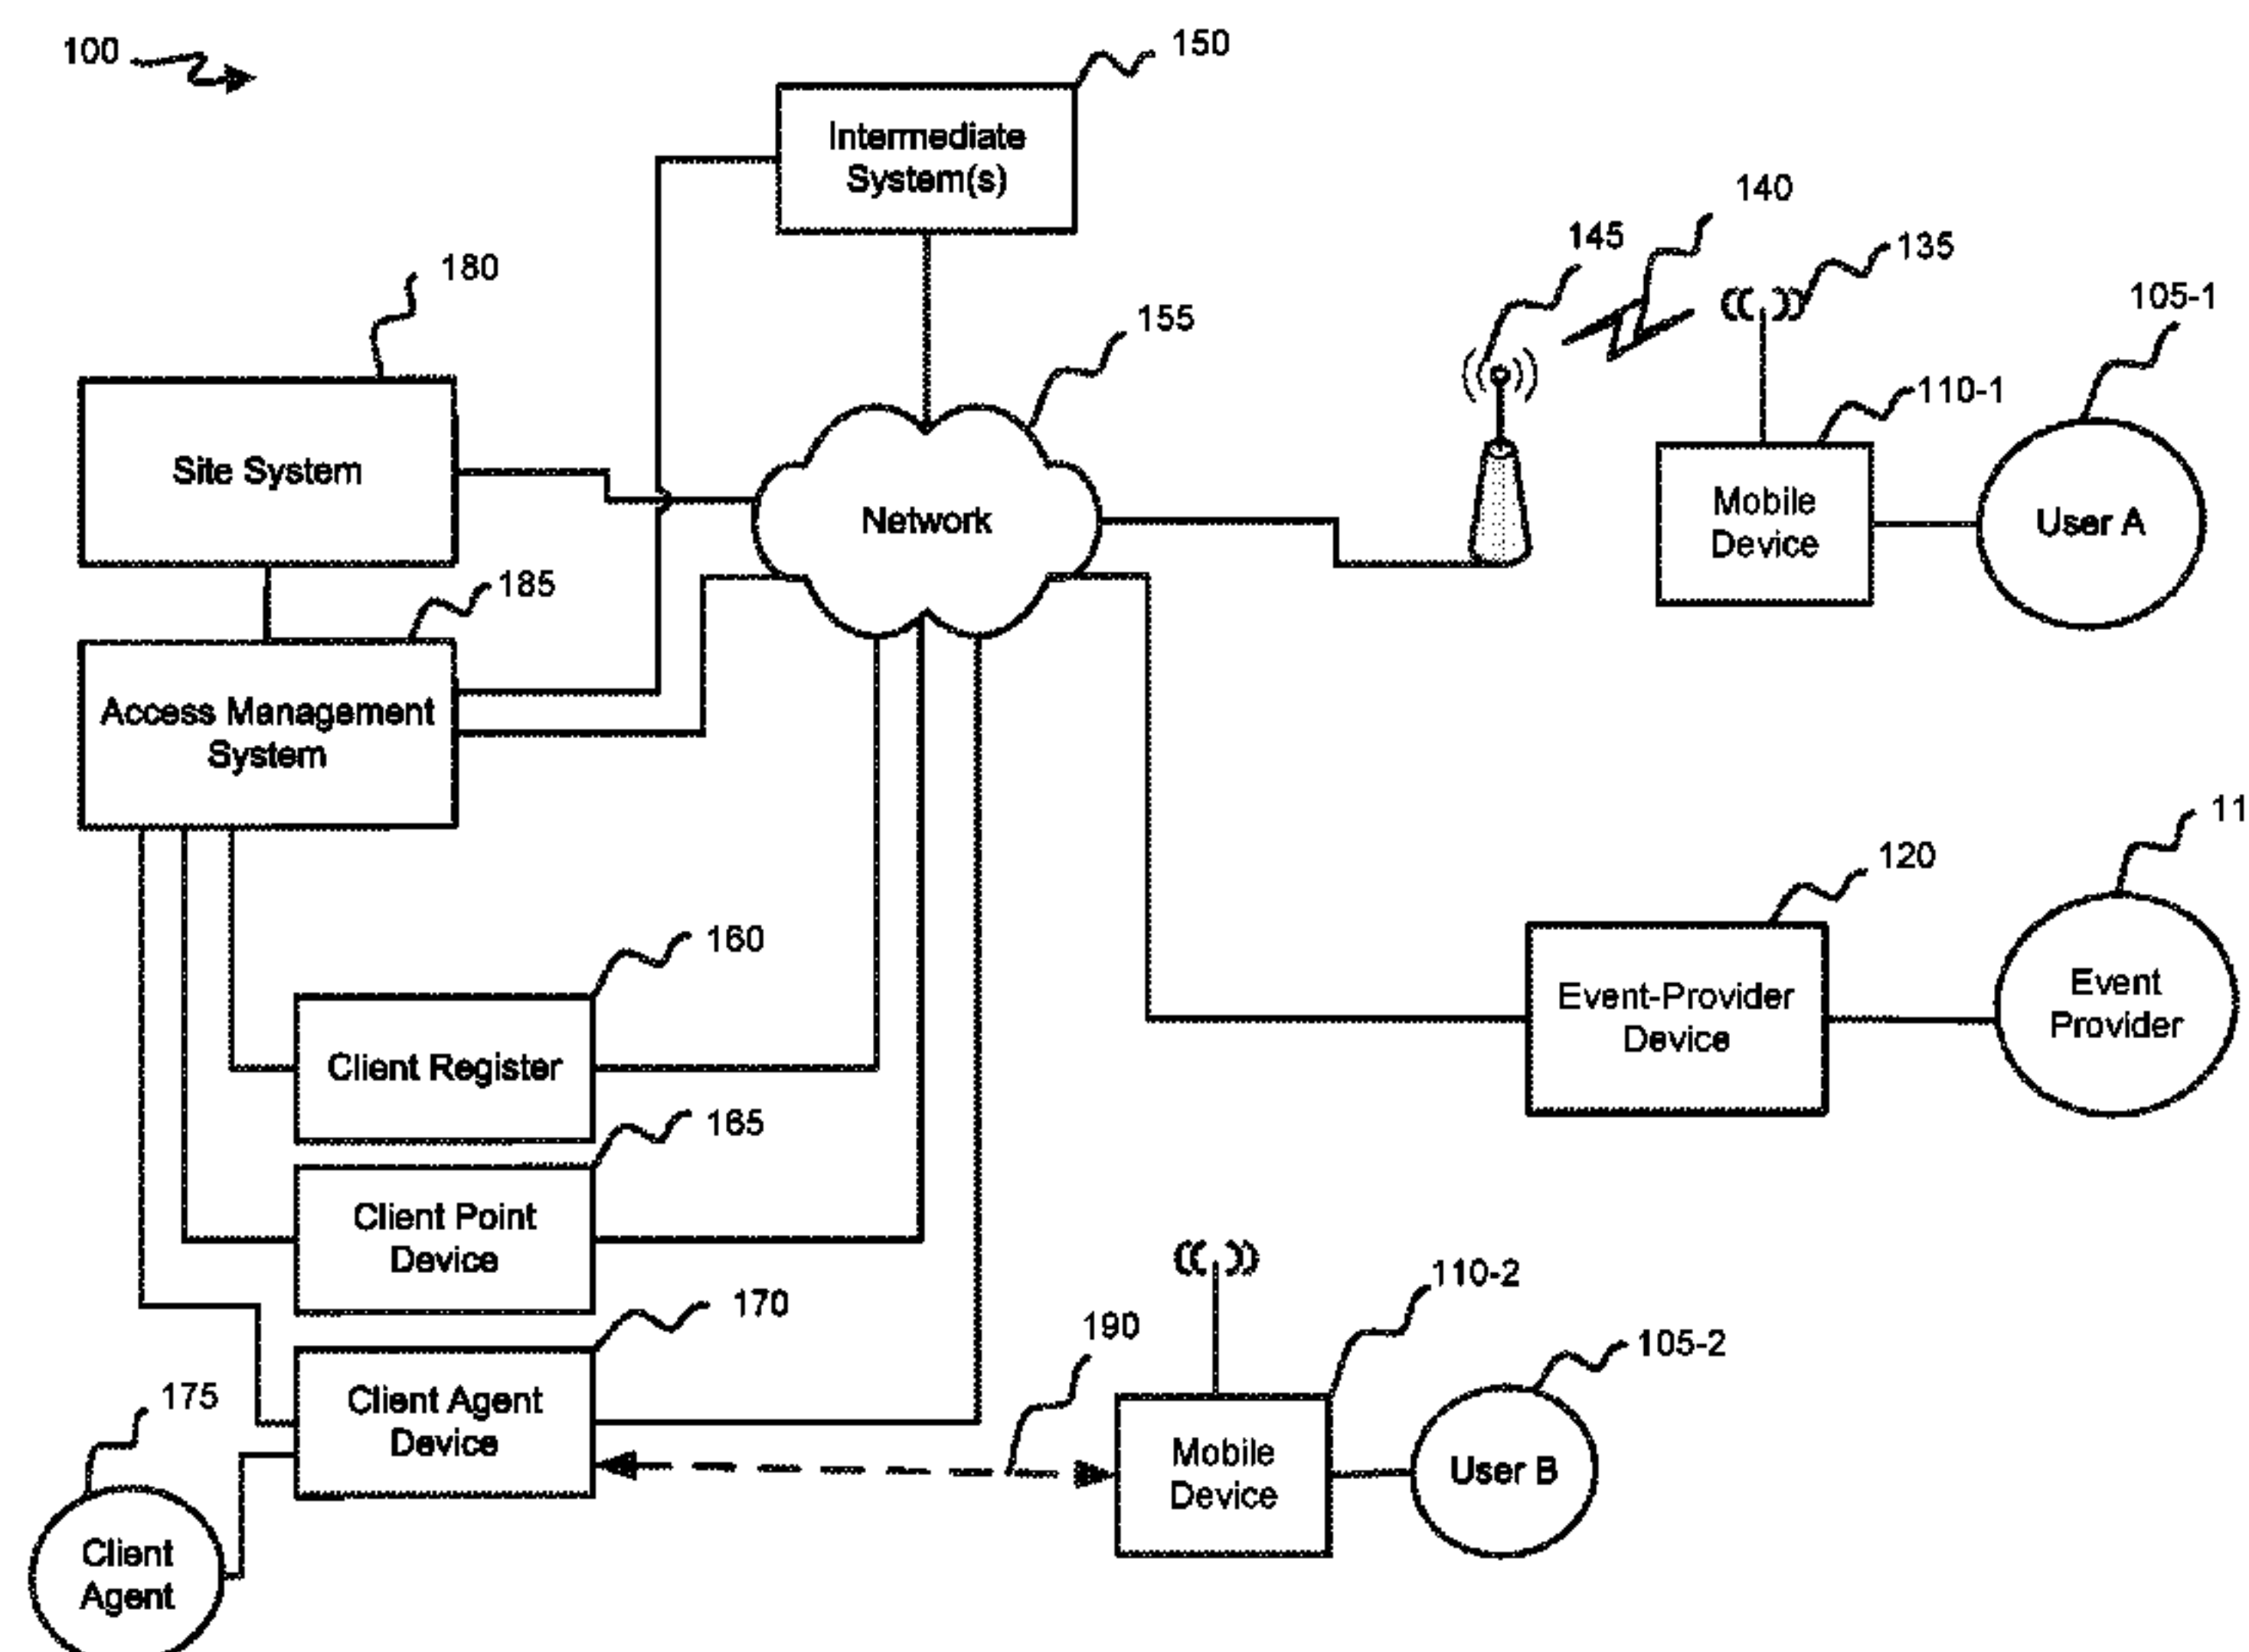 100
150
Intermediate
System(s)
140
145
135
180
155
105-1
110-1
Site System
Network
Mobile
Device
User A
185
Access Management
System
11
120
160
Event-Provider
Device
Event
Provider
Client Register
165
Client Point
Device
170
190
110-2
105-2
175
Client Agent
Device
Mobile
Device
User B
Client
Agent